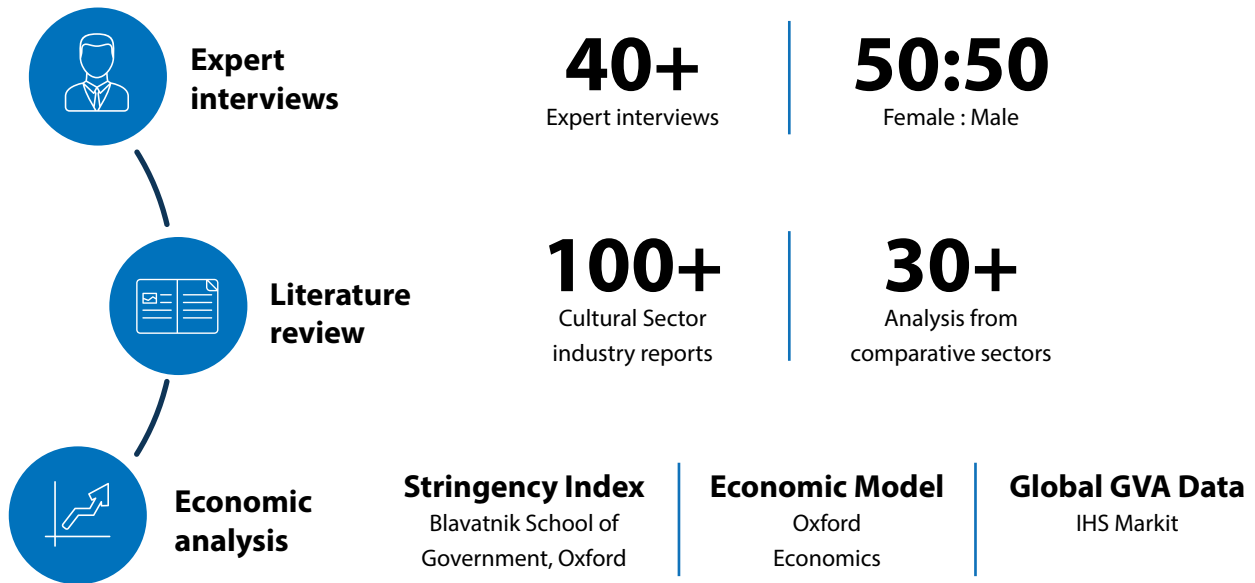 Expert
interviews
40+
Expert interviews
50:50
Female : Male
Literature
review
100+
Cultural Sector
industry reports
30+
Analysis from
comparative sectors
Economic
analysis
Stringency Index
Blavatnik School of
Government, Oxford
Economic Model
Oxford
Economics
Global GVA Data
IHS Markit